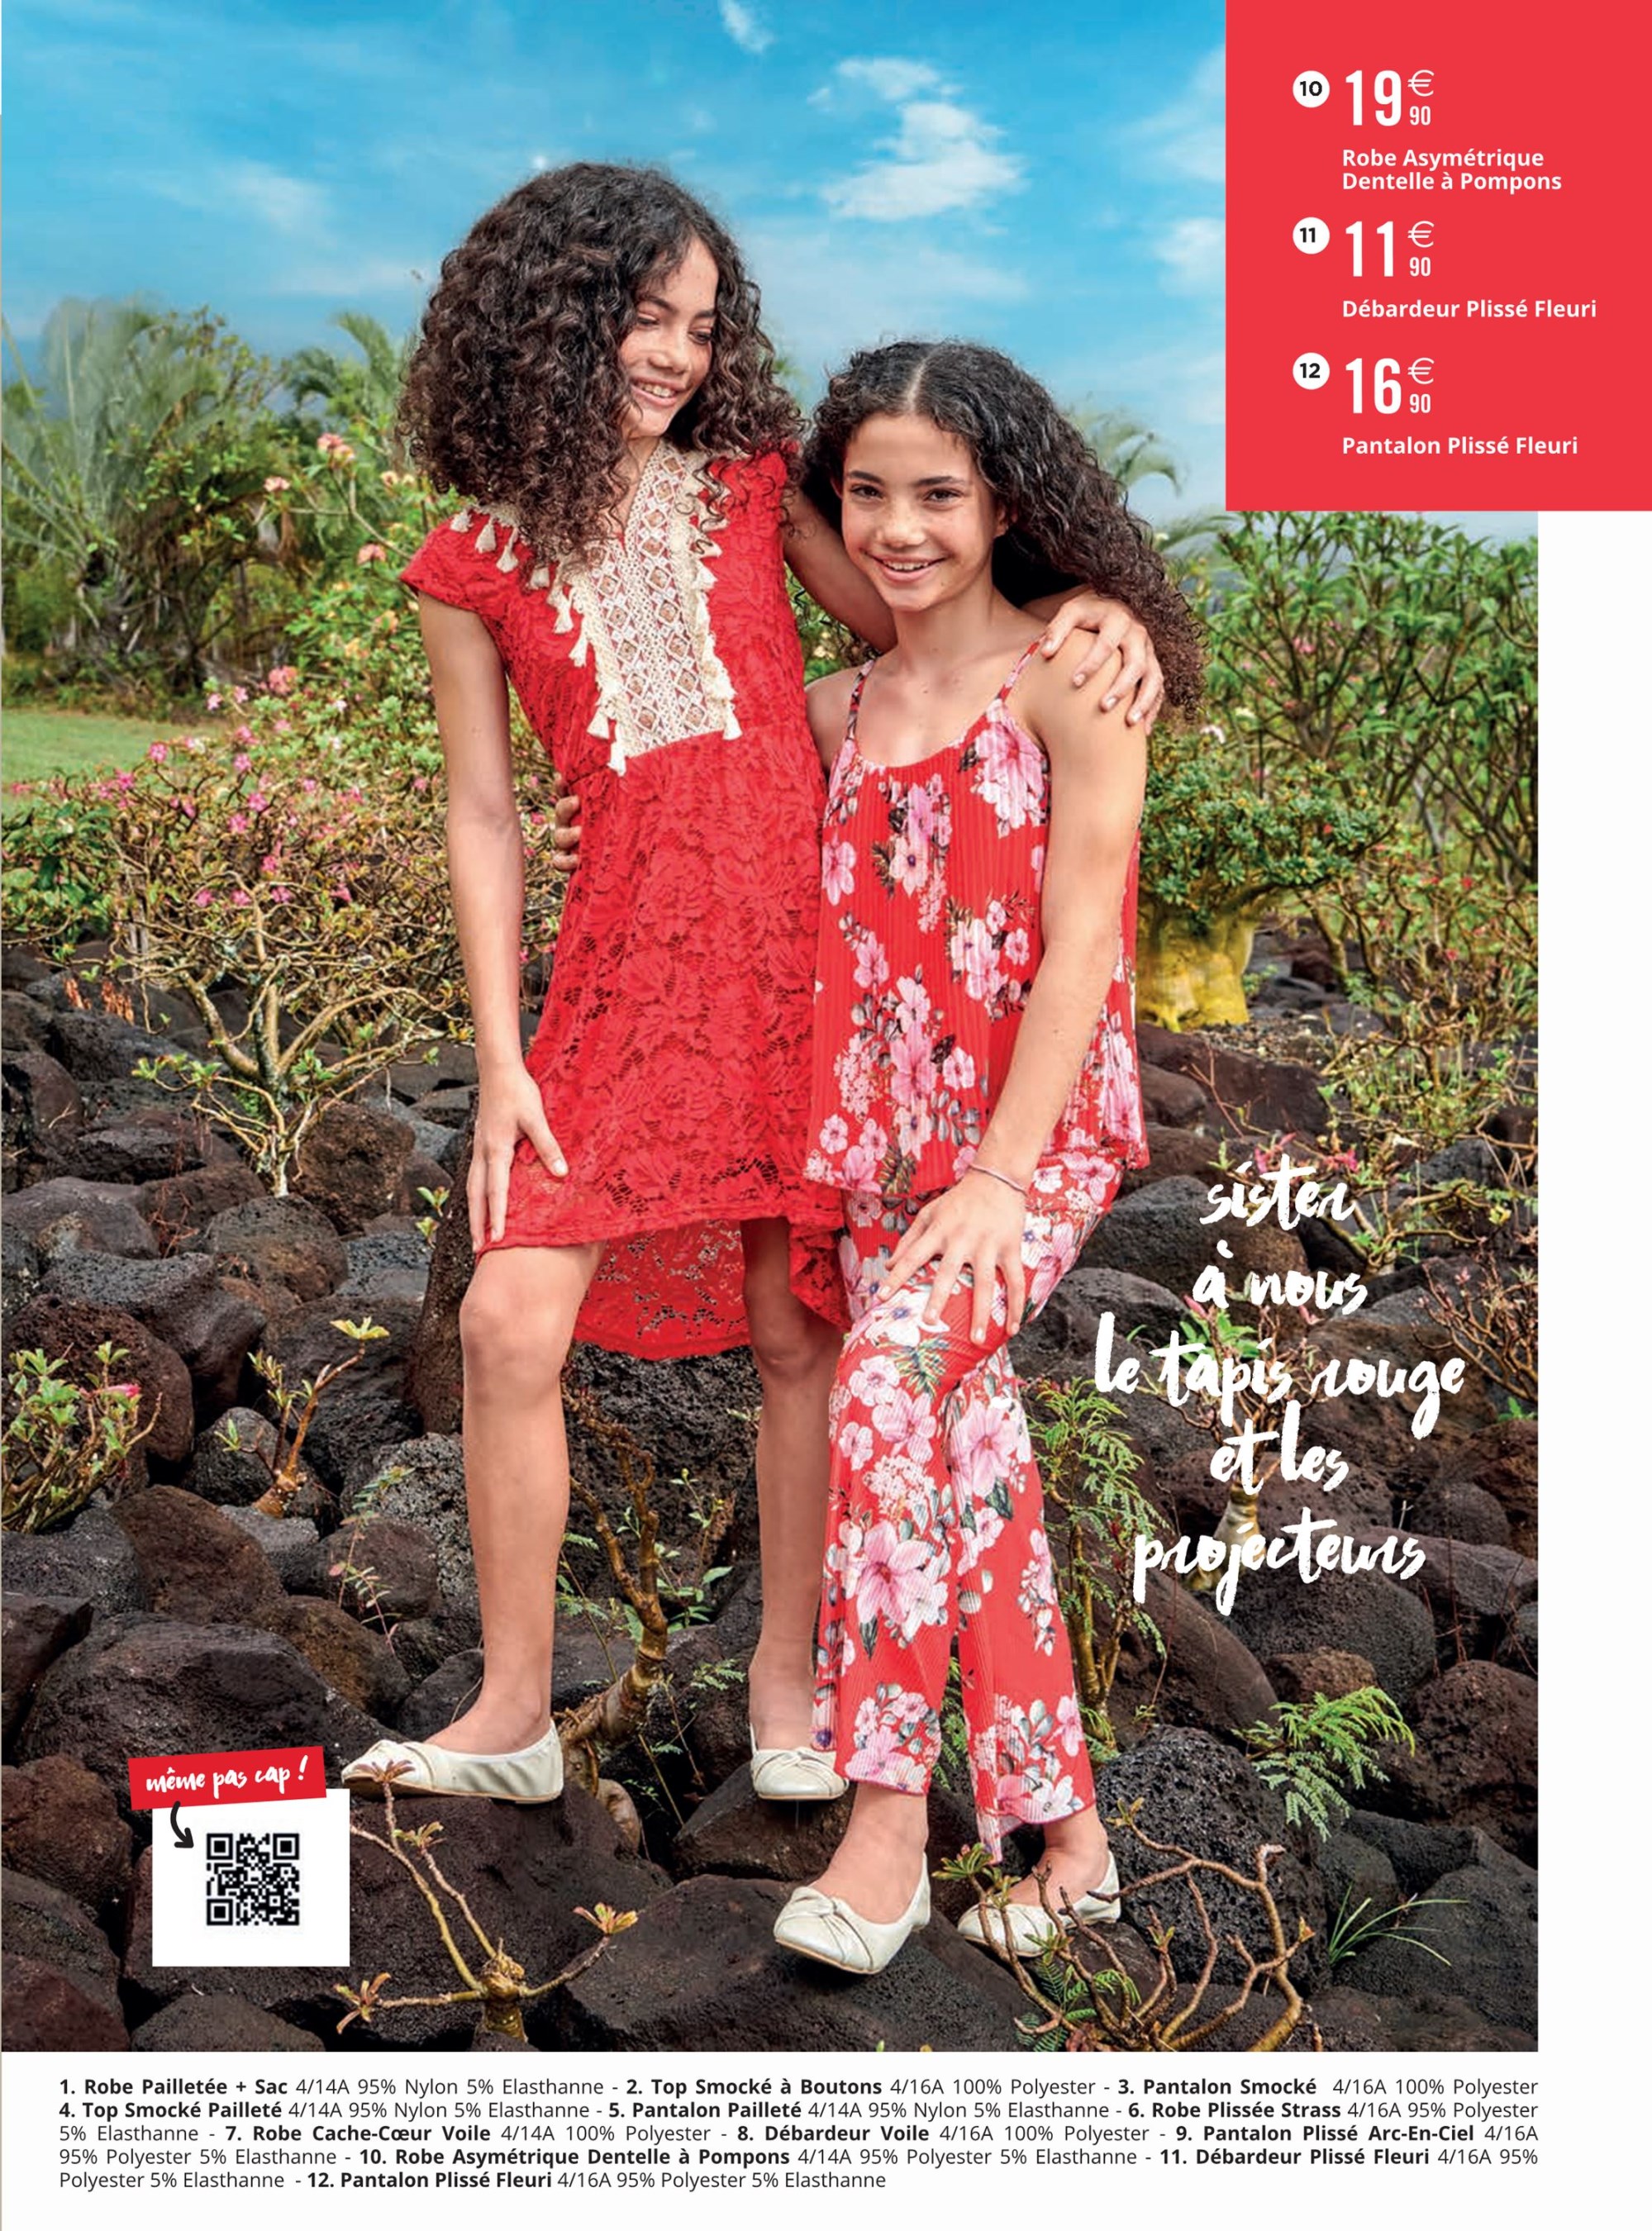 10 19€90
Robe Asymétrique
Dentelle à Pompons
11 11€90
Débardeur Plissé Fleuri
12 16€90
Pantalon Plissé Fleuri
sister
à nous
le tapis rouge
et les
projecteurs
même pas cap !
1. Robe Pailletée + Sac 4/14A 95% Nylon 5% Elasthanne - 2. Top Smocké à Boutons 4/16A 100% Polyester - 3. Pantalon Smocké 4/16A 100% Polyester
4. Top Smocké Pailleté 4/14A 95% Nylon 5% Elasthanne - 5. Pantalon Pailleté 4/14A 95% Nylon 5% Elasthanne - 6. Robe Plissée Strass 4/16A 95% Polyester
5% Elasthanne - 7. Robe Cache-Cœur Voile 4/14A 100% Polyester - 8. Débardeur Voile 4/16A 100% Polyester - 9. Pantalon Plissé Arc-En-Ciel 4/16A
95% Polyester 5% Elasthanne - 10. Robe Asymétrique Dentelle à Pompons 4/14A 95% Polyester 5% Elasthanne - 11. Débardeur Plissé Fleuri 4/16A 95%
Polyester 5% Elasthanne - 12. Pantalon Plissé Fleuri 4/16A 95% Polyester 5% Elasthanne